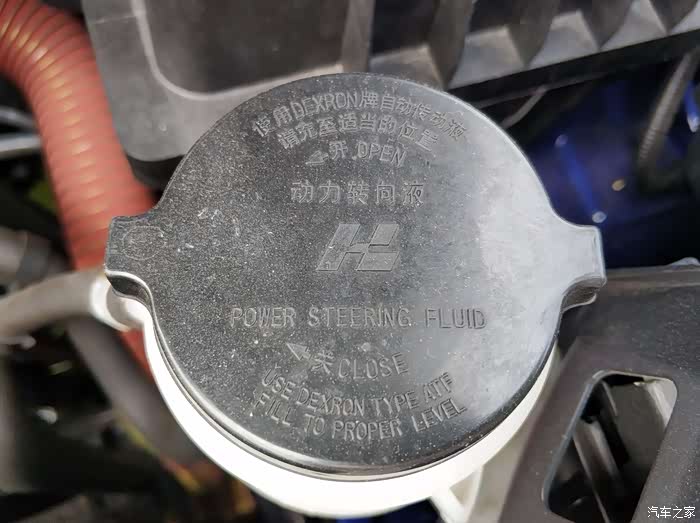 使用DEXRON牌自动传动液
填充至适当的位置
开 OPEN
动力转向液
POWER STEERING FLUID
关 CLOSE
USE DEXRON TYPE ATF
FILL TO PROPER LEVEL
汽车之家